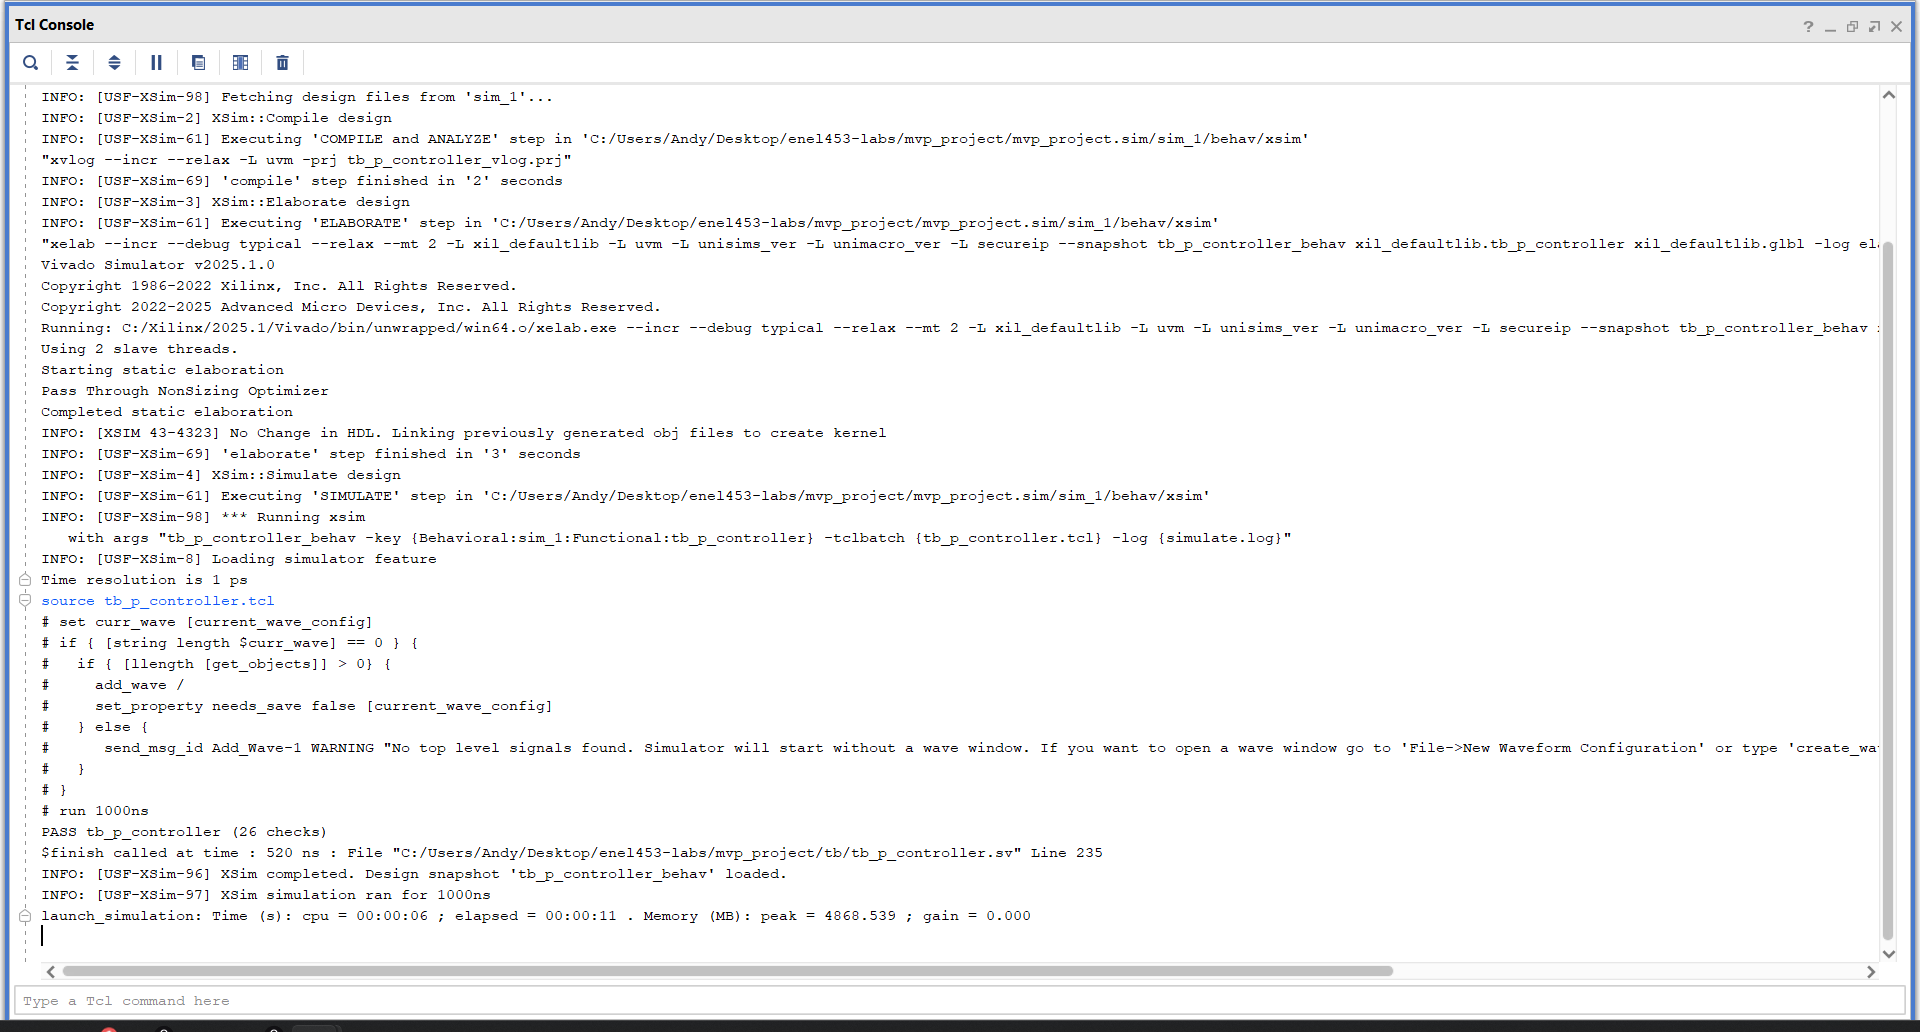 Tcl Console
INFO: [USF-XSim-98] Fetching design files from 'sim_1'...
INFO: [USF-XSim-2] XSim::Compile design
INFO: [USF-XSim-61] Executing 'COMPILE and ANALYZE' step in 'C:/Users/Andy/Desktop/enel453-labs/mvp_project/mvp_project.sim/sim_1/behav/xsim'
"xvlog --incr --relax -L uvm -prj tb_p_controller_vlog.prj"
INFO: [USF-XSim-69] 'compile' step finished in '2' seconds
INFO: [USF-XSim-3] XSim::Elaborate design
INFO: [USF-XSim-61] Executing 'ELABORATE' step in 'C:/Users/Andy/Desktop/enel453-labs/mvp_project/mvp_project.sim/sim_1/behav/xsim'
"xelab --incr --debug typical --relax --mt 2 -L xil_defaultlib -L uvm -L unisims_ver -L unimacro_ver -L secureip --snapshot tb_p_controller_behav xil_defaultlib.tb_p_controller xil_defaultlib.glbl -log
Vivado Simulator v2025.1.0
Copyright 1986-2022 Xilinx, Inc. All Rights Reserved.
Copyright 2022-2025 Advanced Micro Devices, Inc. All Rights Reserved.
Running: C:/Xilinx/2025.1/Vivado/bin/unwrapped/win64.o/xelab.exe --incr --debug typical --relax --mt 2 -L xil_defaultlib -L uvm -L unisims_ver -L unimacro_ver -L secureip --snapshot tb_p_controller_behav
Using 2 slave threads.
Starting static elaboration
Pass Through NonSizing Optimizer
Completed static elaboration
INFO: [XSIM 43-4323] No Change in HDL. Linking previously generated obj files to create kernel
INFO: [USF-XSim-69] 'elaborate' step finished in '3' seconds
INFO: [USF-XSim-4] XSim::Simulate design
INFO: [USF-XSim-61] Executing 'SIMULATE' step in 'C:/Users/Andy/Desktop/enel453-labs/mvp_project/mvp_project.sim/sim_1/behav/xsim'
INFO: [USF-XSim-98] *** Running xsim
with args "tb_p_controller_behav -key {Behavioral:sim_1:Functional:tb_p_controller} -tclbatch {tb_p_controller.tcl} -log {simulate.log}"
INFO: [USF-XSim-8] Loading simulator feature
Time resolution is 1 ps
source tb_p_controller.tcl
# set curr_wave [current_wave_config]
# if { [string length $curr_wave] == 0 } {
#   if { [llength [get_objects]] > 0} {
#     add_wave /
#     set_property needs_save false [current_wave_config]
#   } else {
#      send_msg_id Add_Wave-1 WARNING "No top level signals found. Simulator will start without a wave window. If you want to open a wave window go to 'File->New Waveform Configuration' or type
#   }
# }
# run 1000ns
PASS tb_p_controller (26 checks)
$finish called at time : 520 ns : File "C:/Users/Andy/Desktop/enel453-labs/mvp_project/tb/tb_p_controller.sv" Line 235
INFO: [USF-XSim-96] XSim completed. Design snapshot 'tb_p_controller_behav' loaded.
INFO: [USF-XSim-97] XSim simulation ran for 1000ns
launch_simulation: Time (s): cpu = 00:00:06 ; elapsed = 00:00:11 . Memory (MB): peak = 4868.539 ; gain = 0.000
Type a Tcl command here